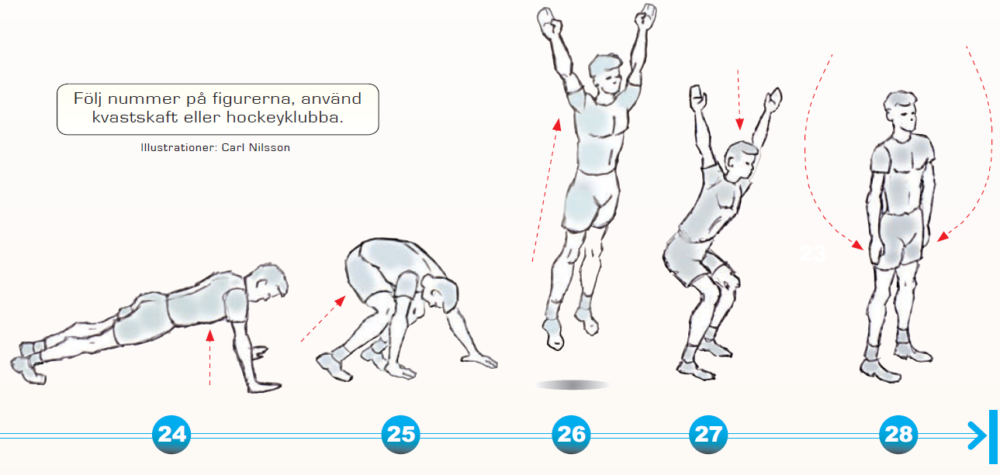 Följ nummer på figurerna, använd
kvastskaft eller hockeyklubba.
Illustrationer: Carl Nilsson
23
24
25
26
27
28